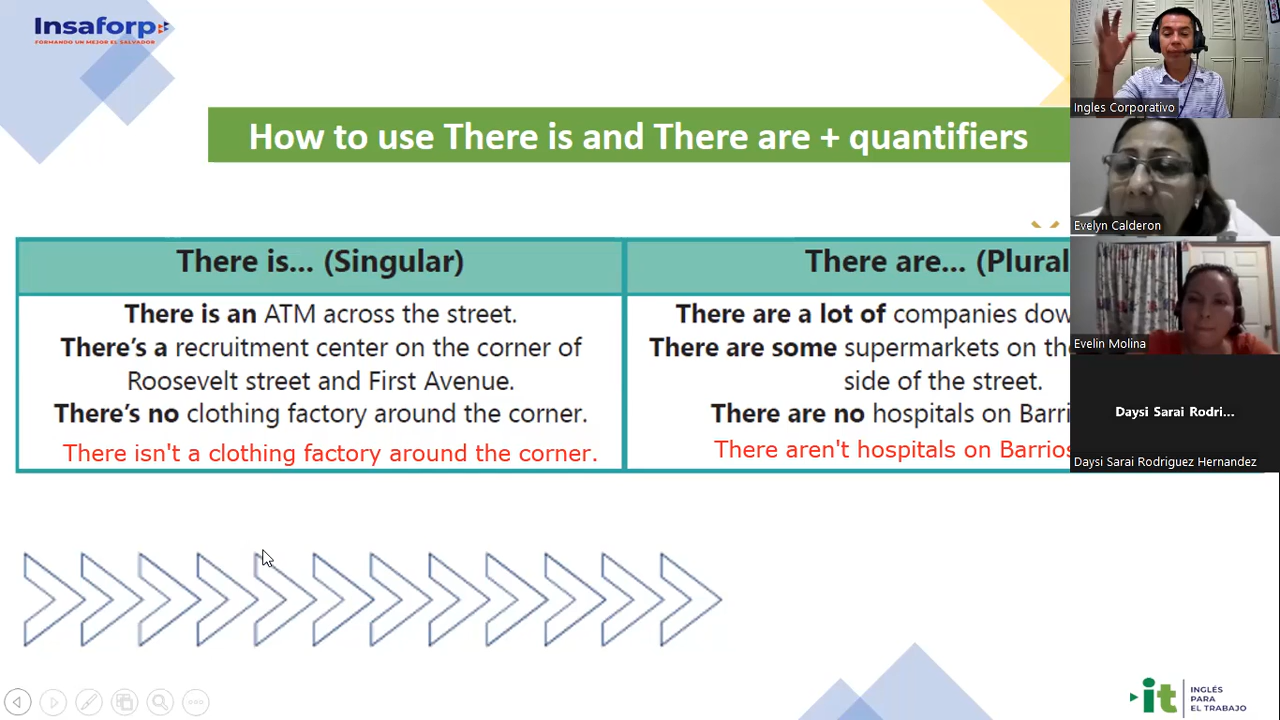 Insaforp
FORMANDO UN MEJOR EL SALVADOR
How to use There is and There are + quantifiers
There is... (Singular)
There is an ATM across the street.
There's a recruitment center on the corner of
Roosevelt street and First Avenue.
There's no clothing factory around the corner.
There isn't a clothing factory around the corner.
There are... (Plural
There are a lot of companies
There are some supermarkets on
side of the street.
There are no hospitals on
There aren't hospitals on Barrios
Ingles Corporativo
Evelyn Calderon
Evelin Molina
Daysi Sarai Rodri...
Daysi Sarai Rodriguez Hernandez
it
INGLÉS
PARA
EL TRABAJO